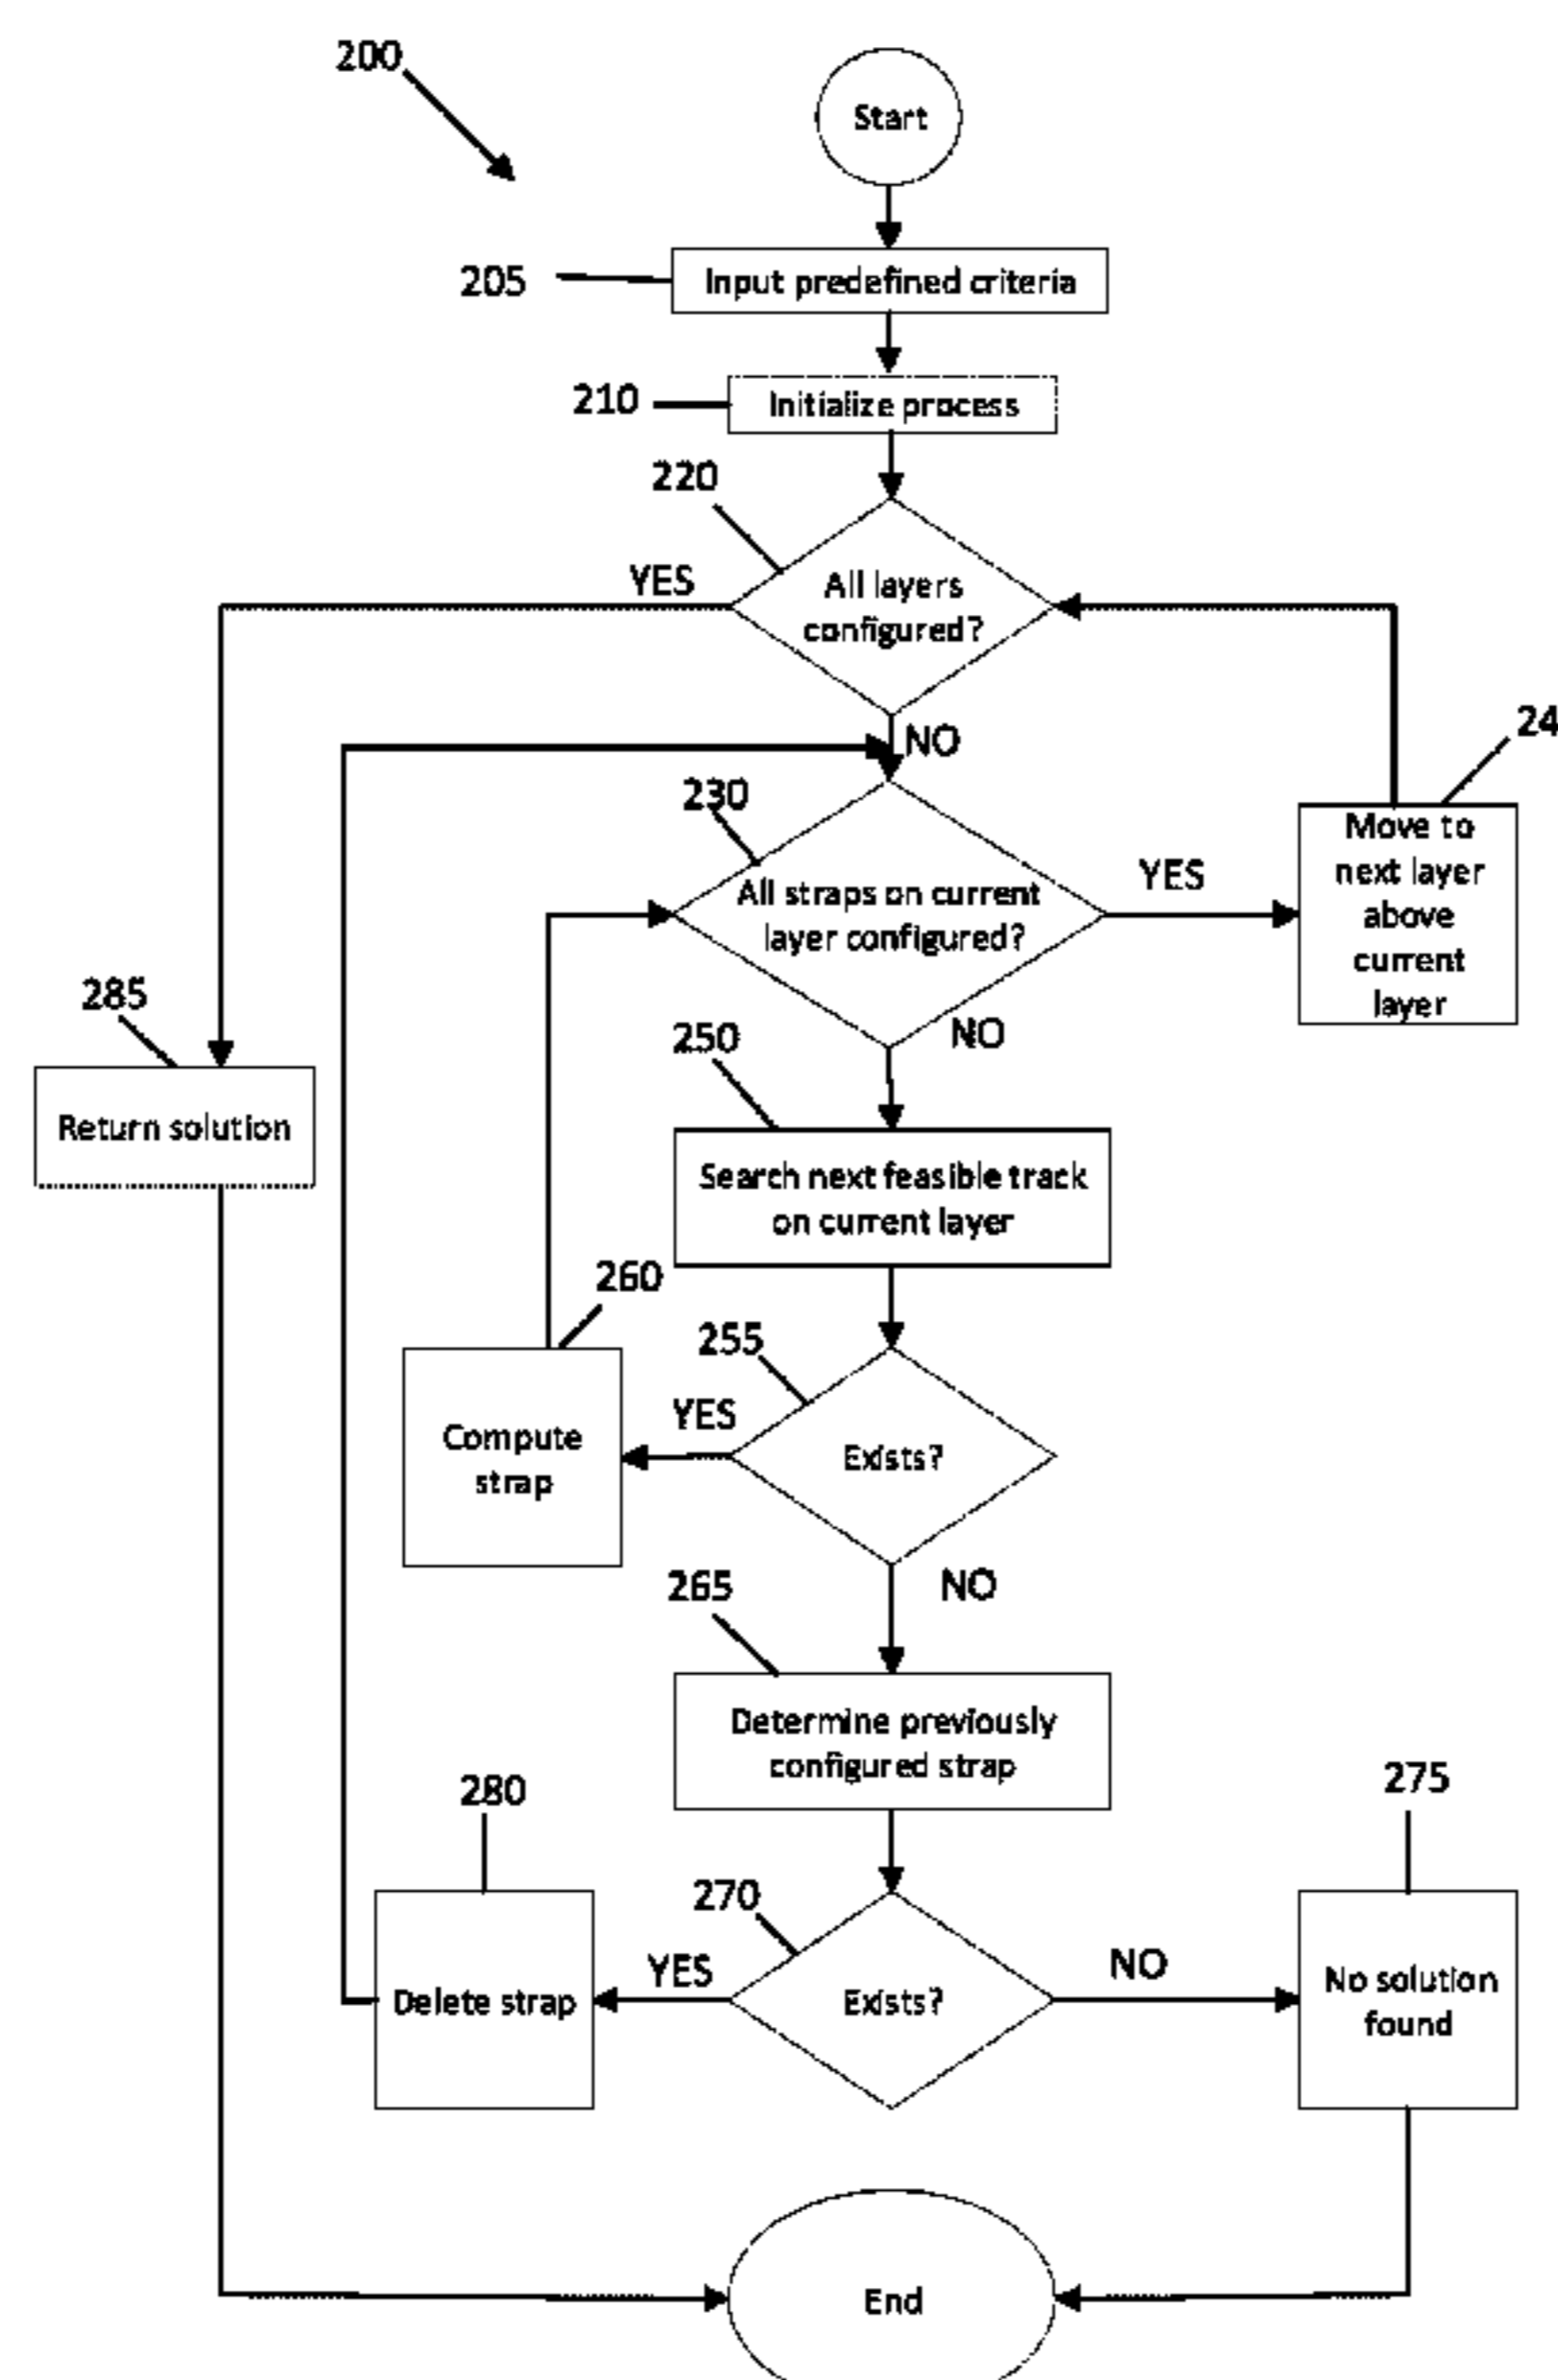 200
Start
205
Input predefined criteria
210
Initialize process
220
YES
All layers
configured?
NO
24
230
Move to
next layer
above
current
layer
YES
All straps on current
layer configured?
285
250
NO
Return solution
Search next feasible track
on current layer
260
255
YES
Compute
strap
Exists?
265
NO
Determine previously
configured strap
280
275
270
YES
NO
Delete strap
Exists?
No solution
found
End